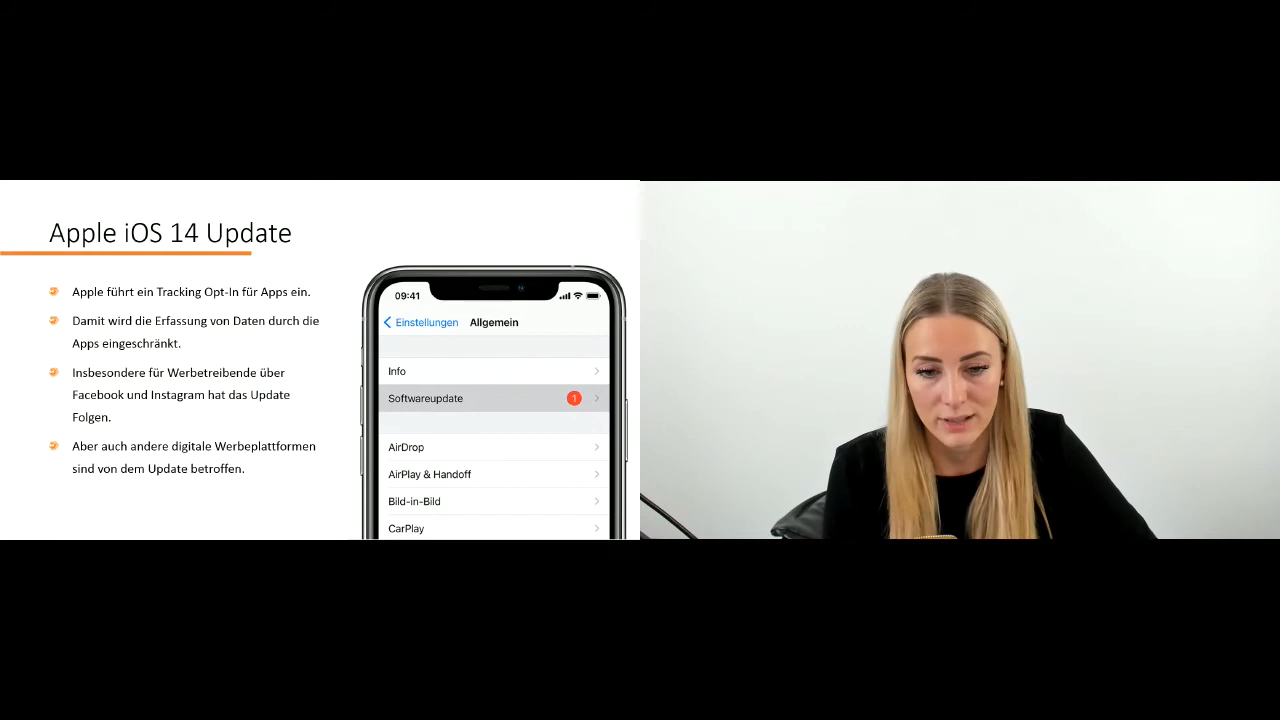 Apple iOS 14 Update
Apple führt ein Tracking Opt-In für Apps ein.
Damit wird die Erfassung von Daten durch die
Apps eingeschränkt.
Insbesondere für Werbetreibende über
Facebook und Instagram hat das Update
Folgen.
Aber auch andere digitale Werbeplattformen
sind von dem Update betroffen.
09:41
Einstellungen Allgemein
Info
Softwareupdate 1
AirDrop
AirPlay & Handoff
Bild-in-Bild
CarPlay